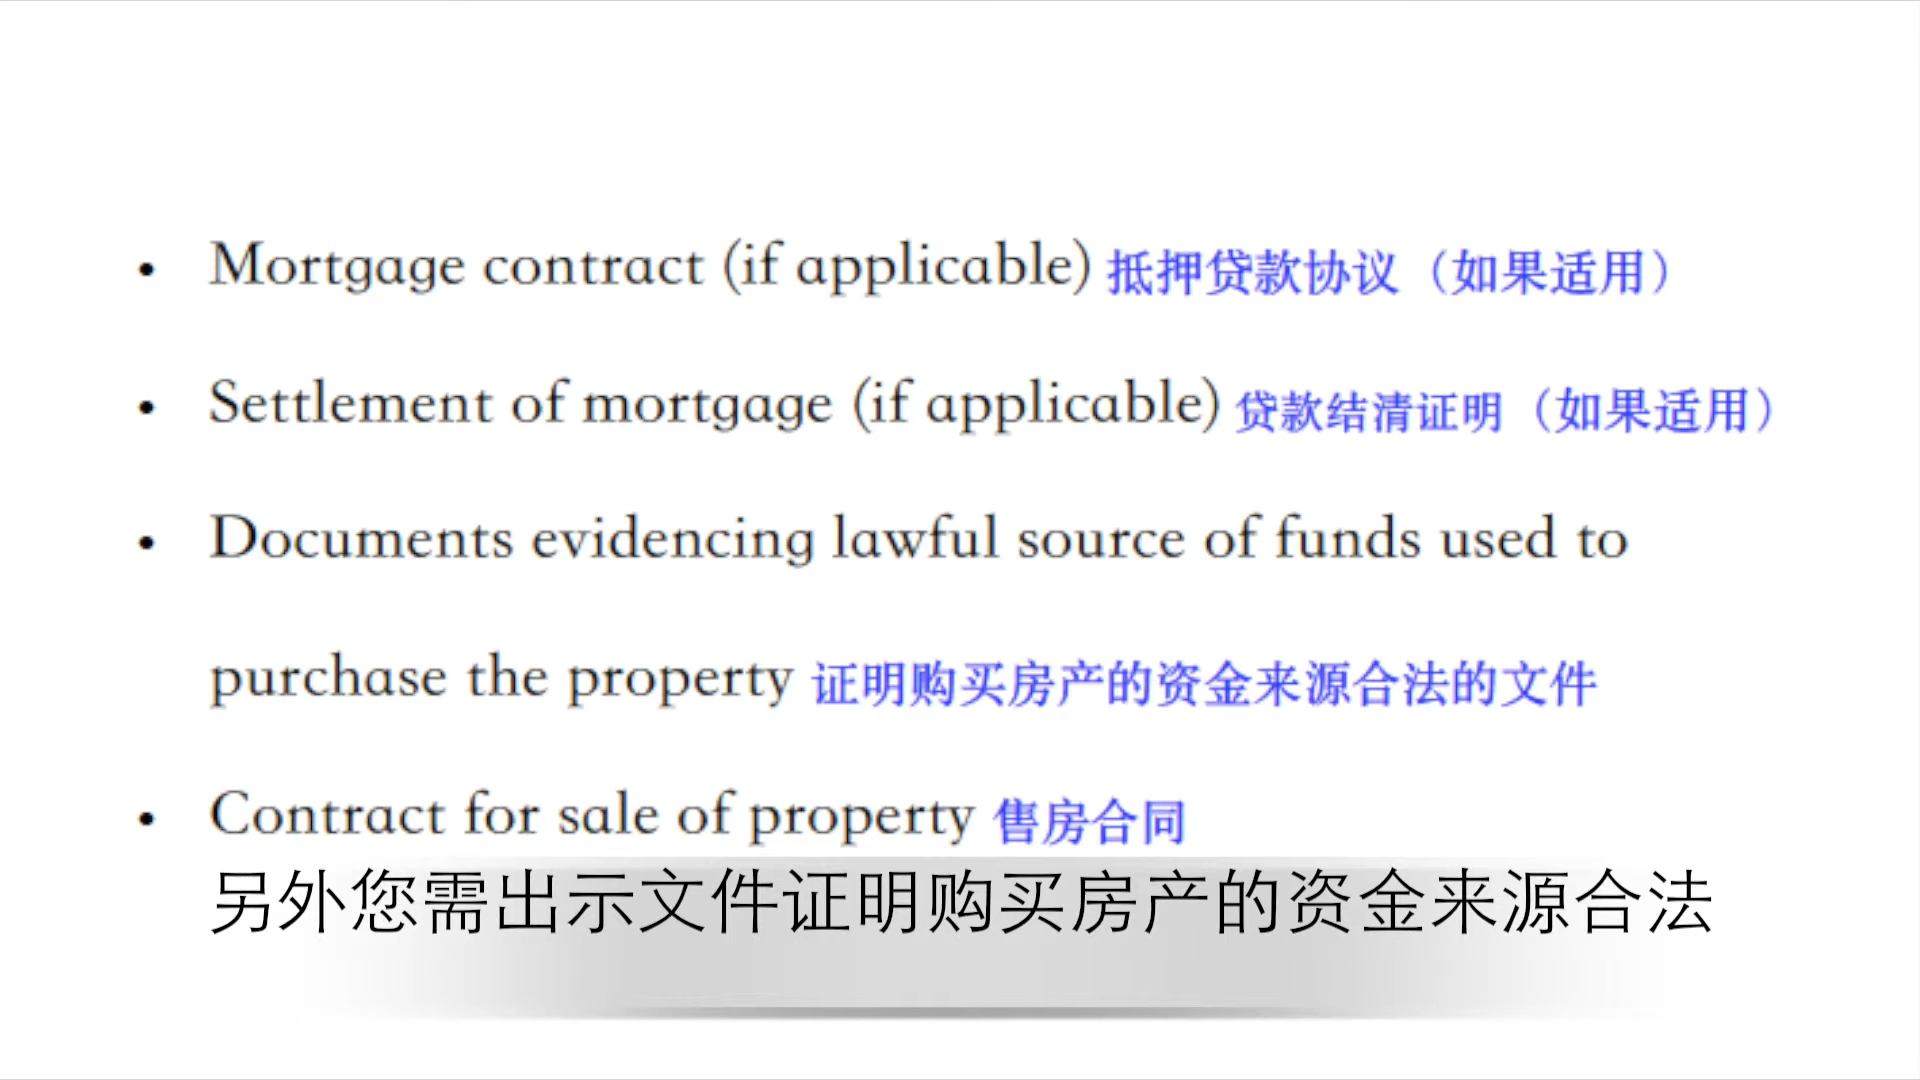 • Mortgage contract (if applicable) 抵押贷款协议（如果适用）
• Settlement of mortgage (if applicable) 贷款结清证明（如果适用）
• Documents evidencing lawful source of funds used to
purchase the property 证明购买房产的资金来源合法的文件
• Contract for sale of property 售房合同
另外您需出示文件证明购买房产的资金来源合法